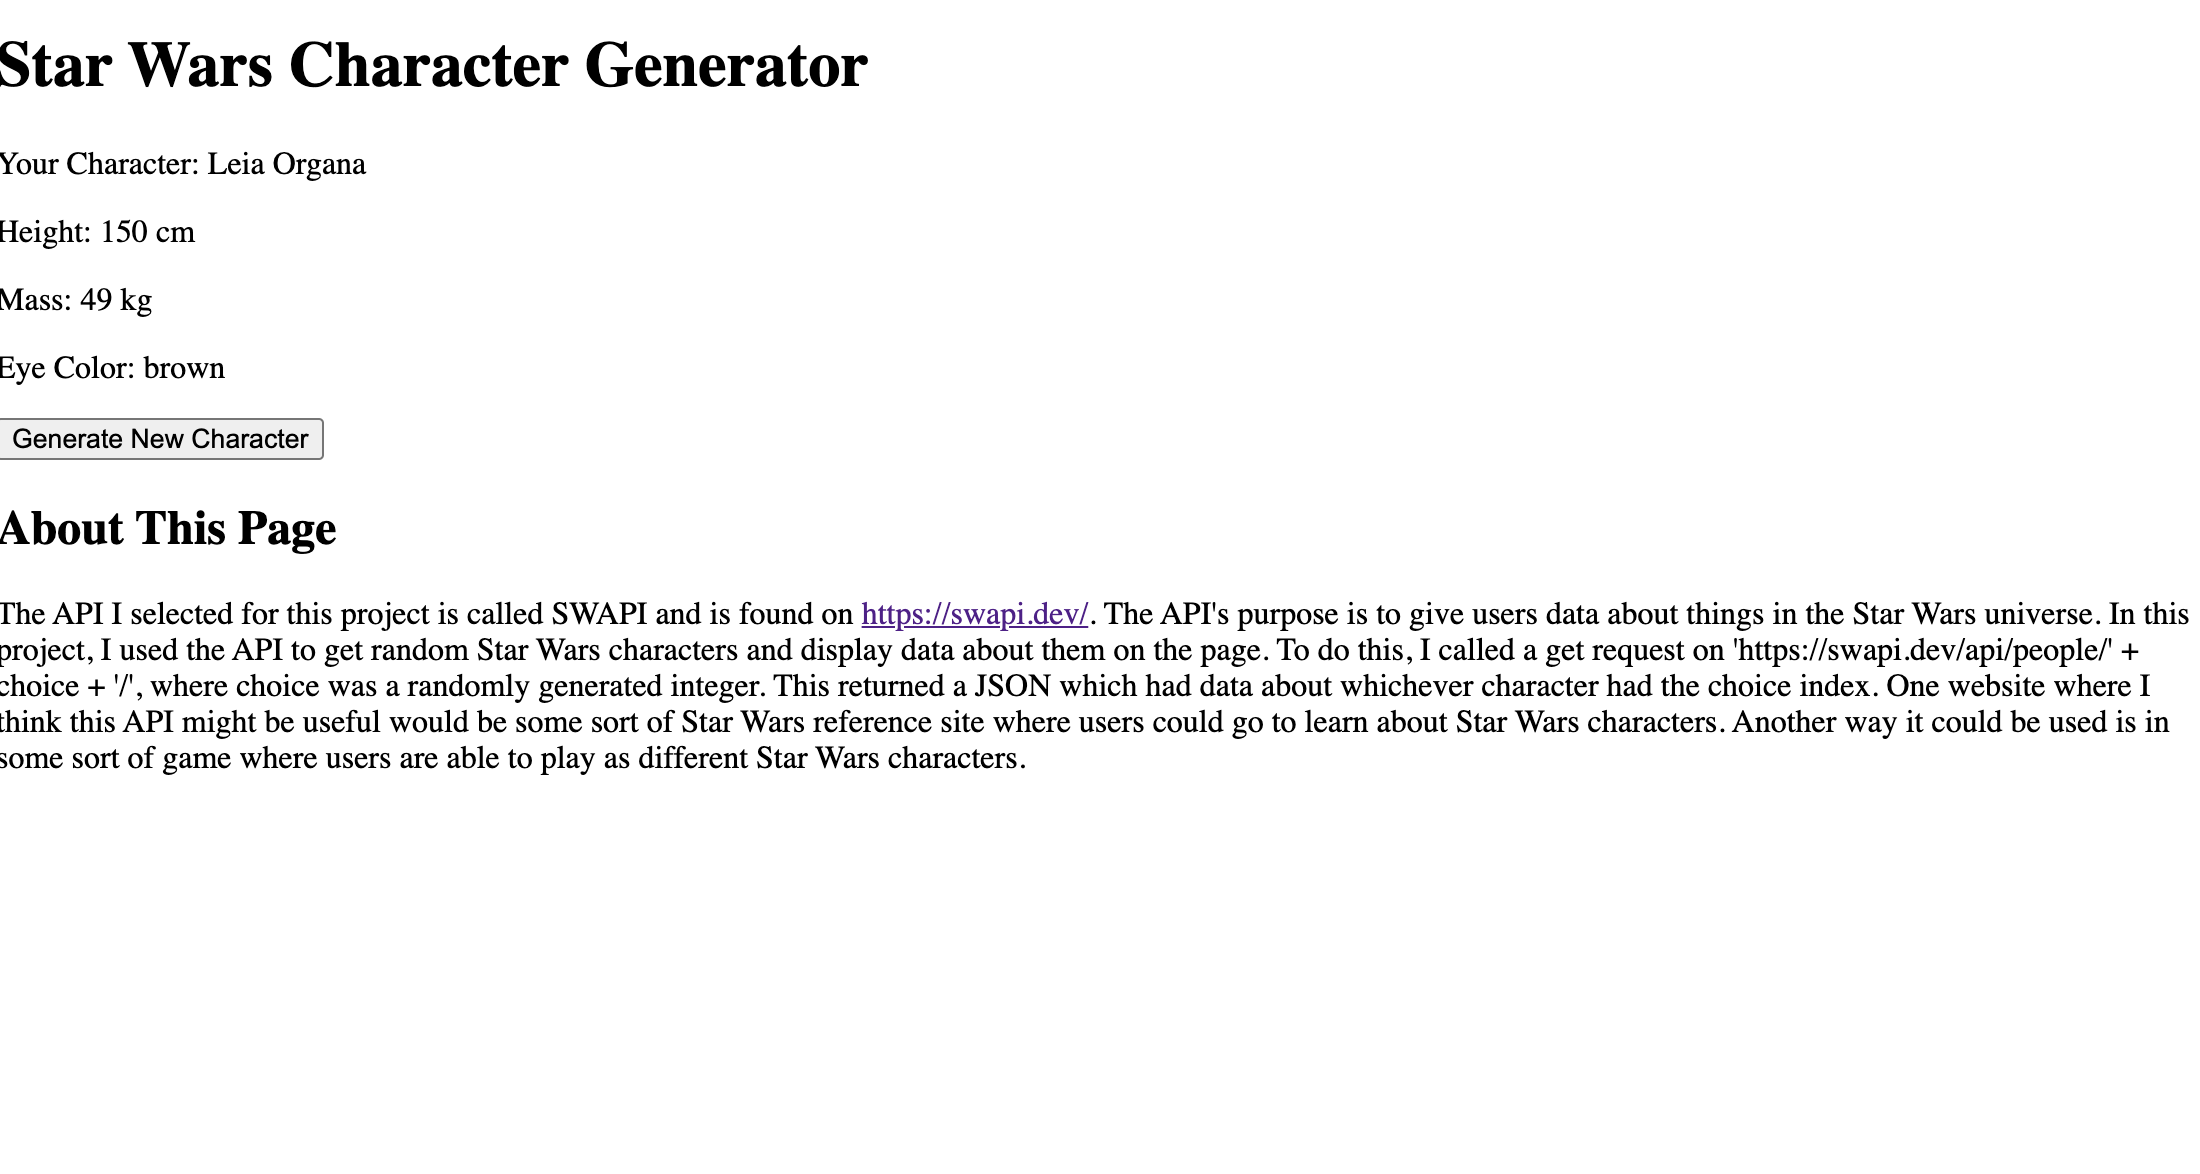 Star Wars Character Generator
Your Character: Leia Organa
Height: 150 cm
Mass: 49 kg
Eye Color: brown
Generate New Character
About This Page
The API I selected for this project is called SWAPI and is found on https://swapi.dev/. The API's purpose is to give users data about things in the Star Wars universe. In this
project, I used the API to get random Star Wars characters and display data about them on the page. To do this, I called a get request on 'https://swapi.dev/api/people/' +
choice + '/', where choice was a randomly generated integer. This returned a JSON which had data about whichever character had the choice index. One website where I
think this API might be useful would be some sort of Star Wars reference site where users could go to learn about Star Wars characters. Another way it could be used is in
some sort of game where users are able to play as different Star Wars characters.